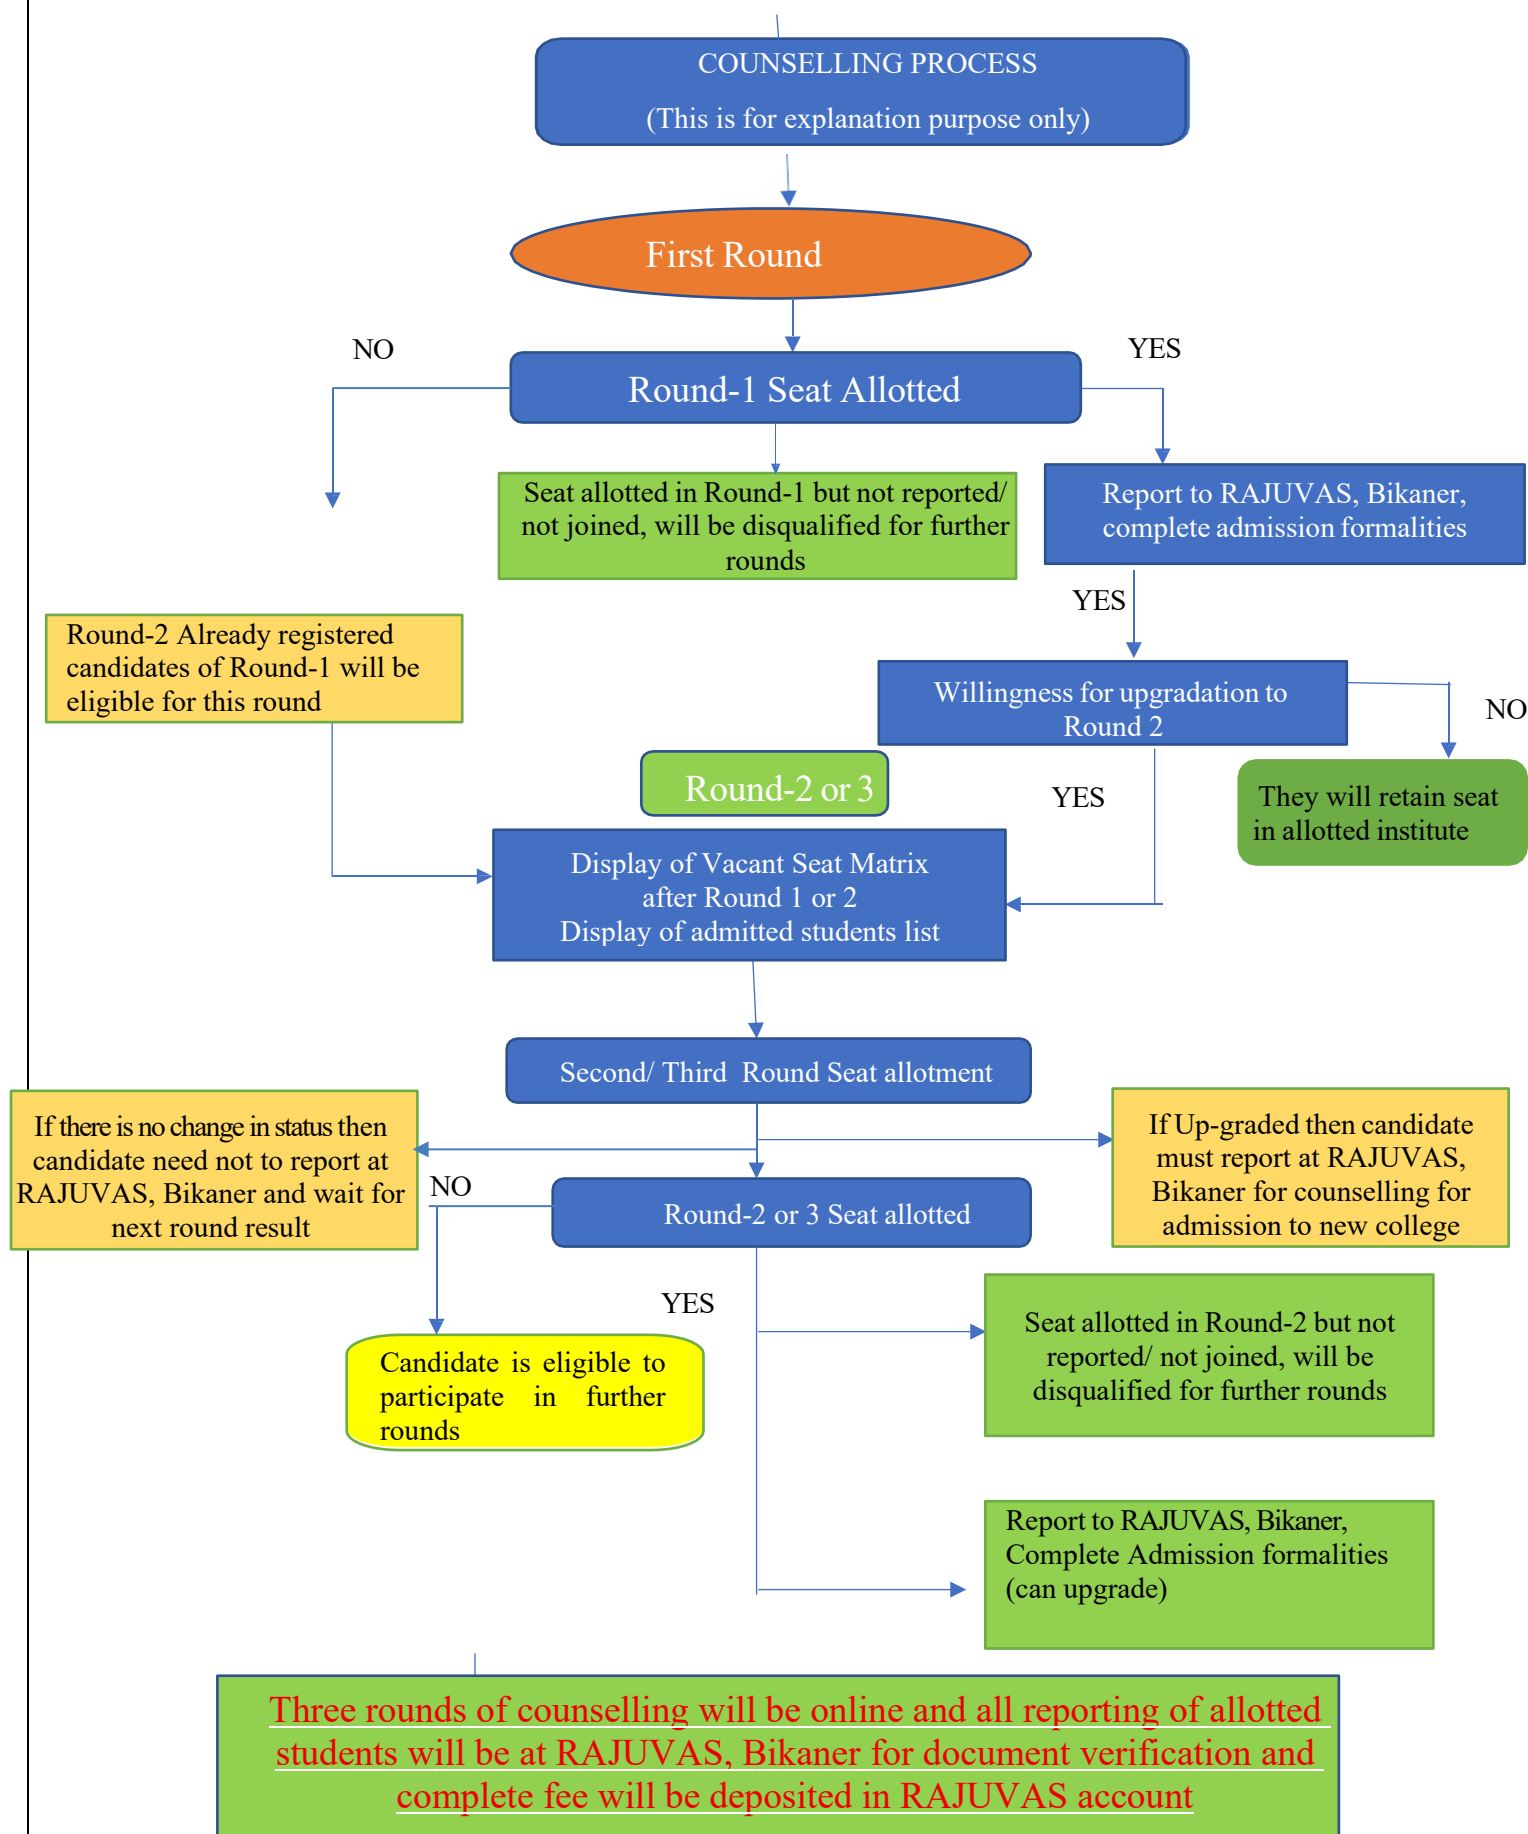 COUNSELLING PROCESS
(This is for explanation purpose only)
First Round
NO
YES
Round-1 Seat Allotted
Seat allotted in Round-1 but not reported/
not joined, will be disqualified for further
rounds
Report to RAJUVAS, Bikaner,
complete admission formalities
YES
Round-2 Already registered
candidates of Round-1 will be
eligible for this round
Willingness for upgradation to
Round 2
NO
Round-2 or 3
YES
They will retain seat
in allotted institute
Display of Vacant Seat Matrix
after Round 1 or 2
Display of admitted students list
Second/ Third Round Seat allotment
If there is no change in status then
candidate need not to report at
RAJUVAS, Bikaner and wait for
next round result
If Up-graded then candidate
must report at RAJUVAS,
Bikaner for counselling for
admission to new college
NO
Round-2 or 3 Seat allotted
YES
Seat allotted in Round-2 but not
reported/ not joined, will be
disqualified for further rounds
Candidate is eligible to
participate in further
rounds
Report to RAJUVAS, Bikaner,
Complete Admission formalities
(can upgrade)
Three rounds of counselling will be online and all reporting of allotted
students will be at RAJUVAS, Bikaner for document verification and
complete fee will be deposited in RAJUVAS account